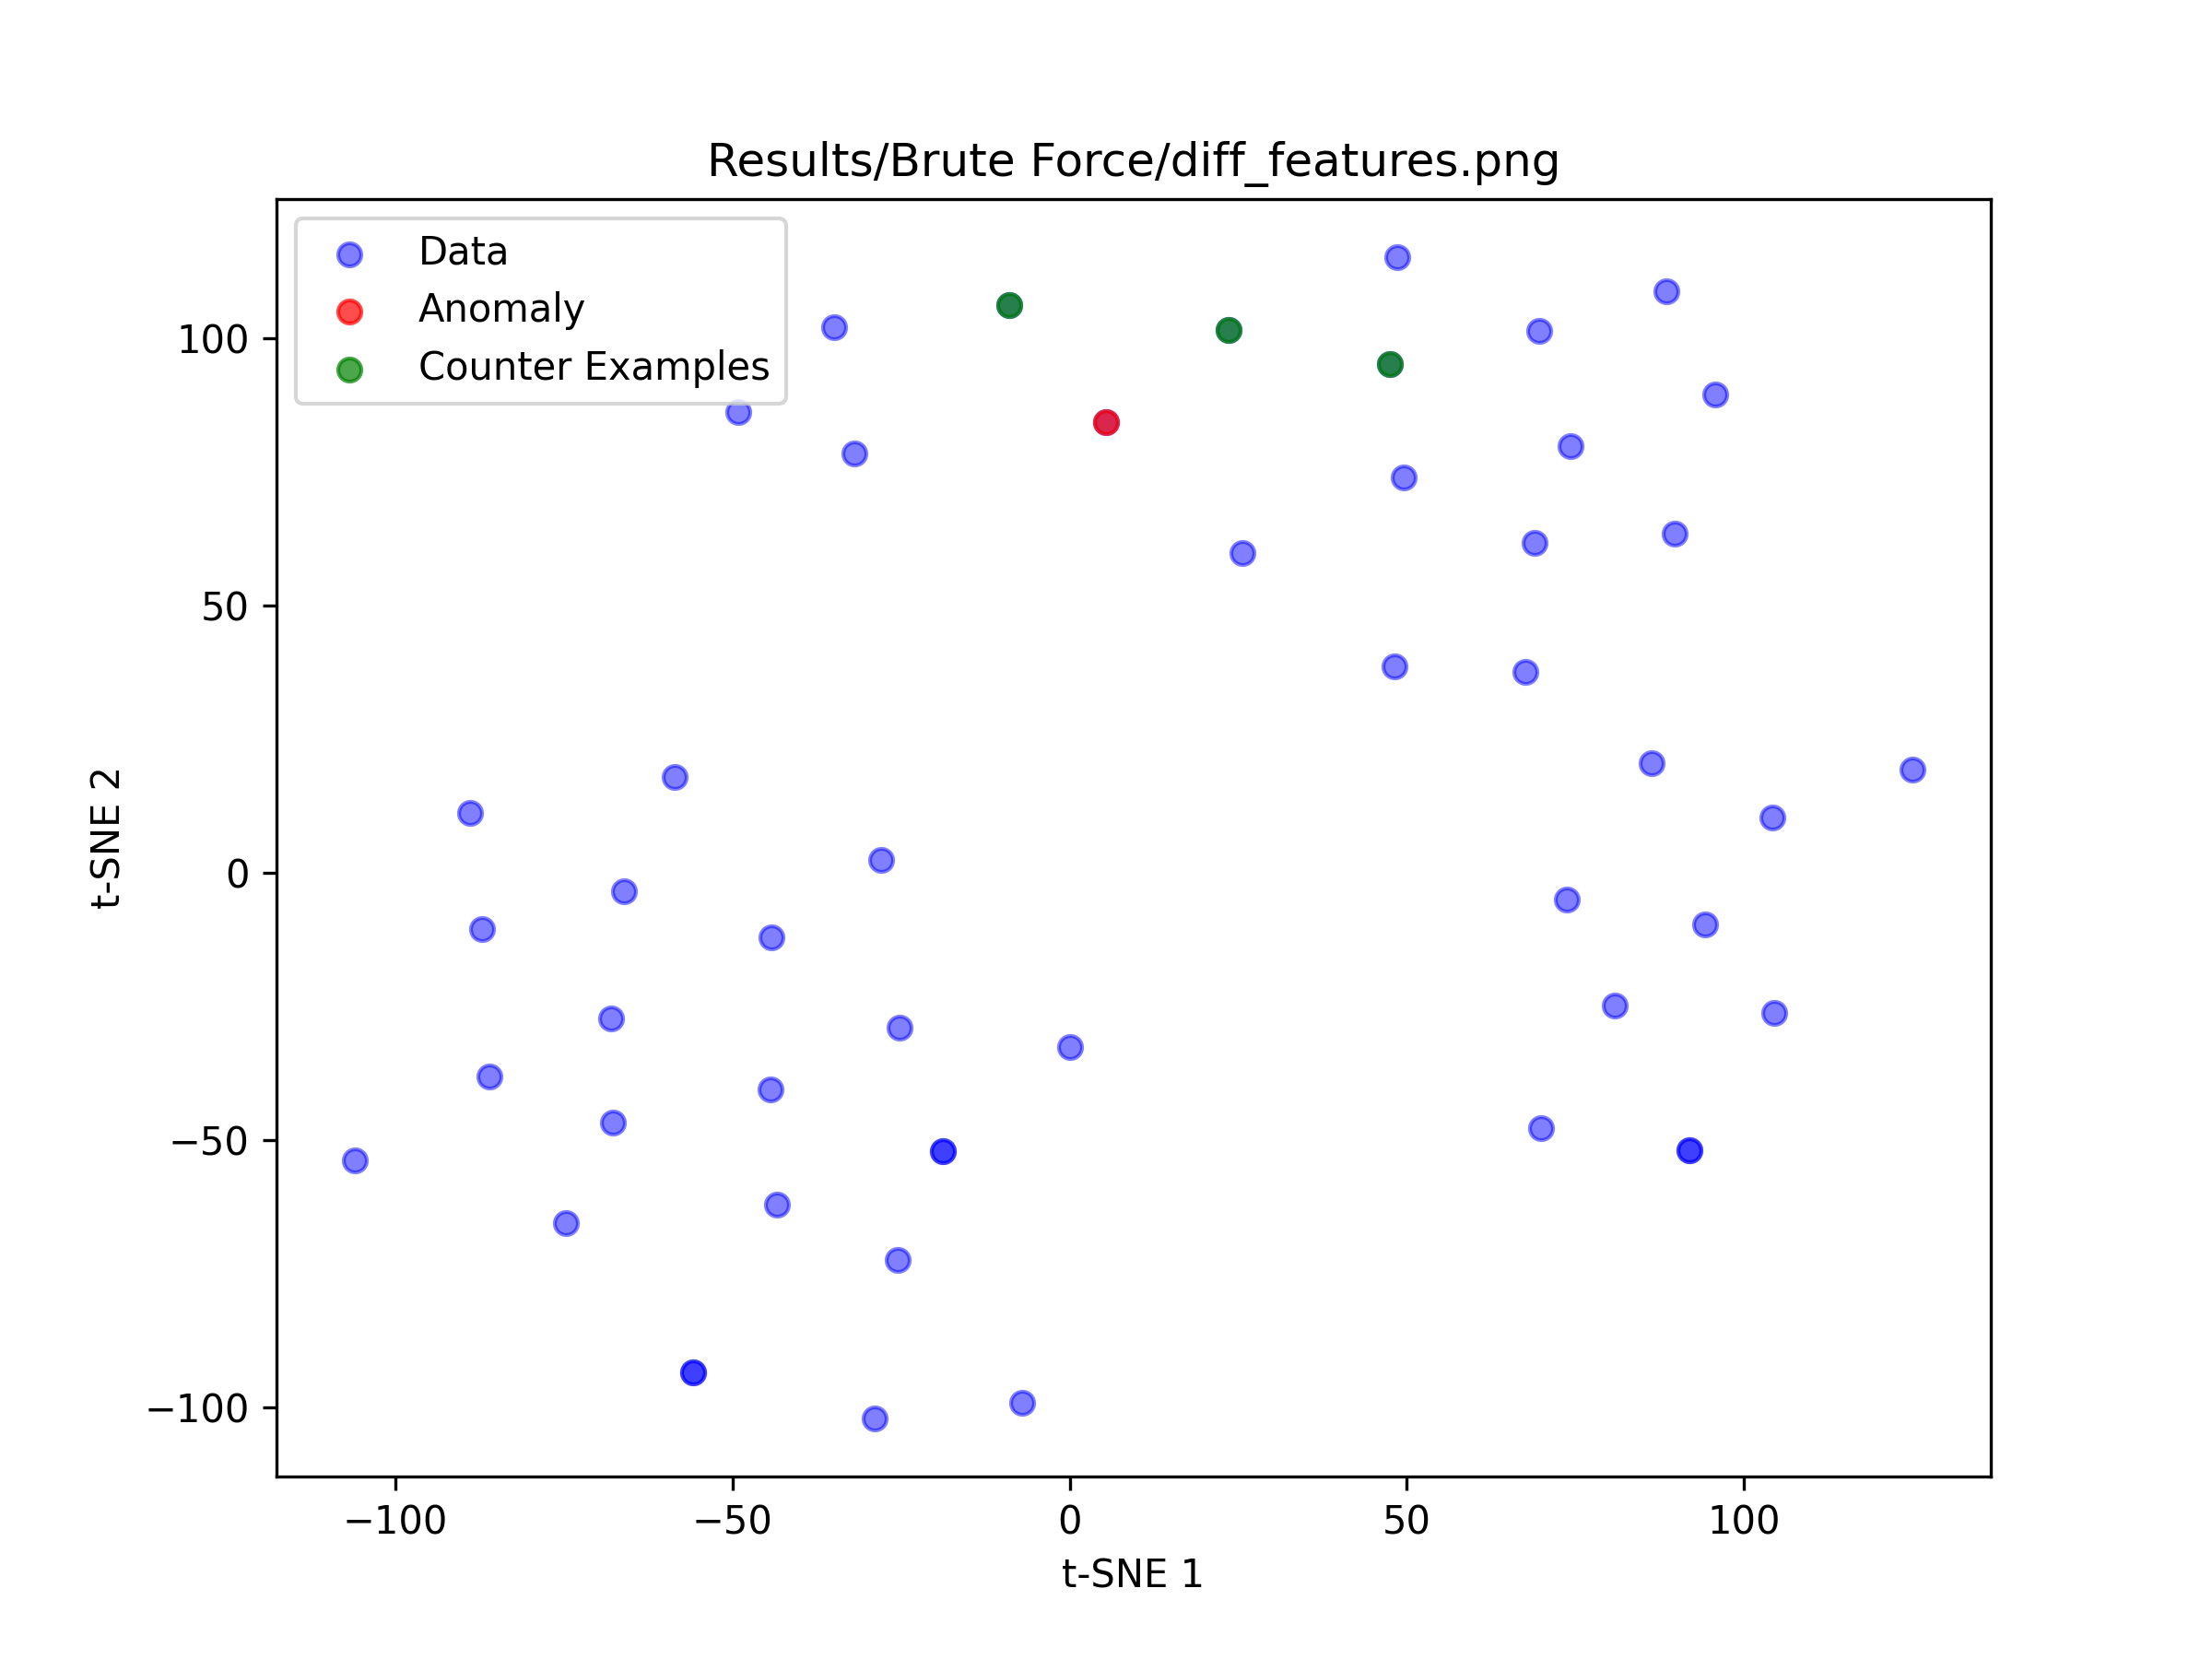 Results/Brute Force/diff_features.png
Data
Anomaly
Counter Examples
100
50
0
−50
−100
t-SNE 2
−100
−50
0
50
100
t-SNE 1